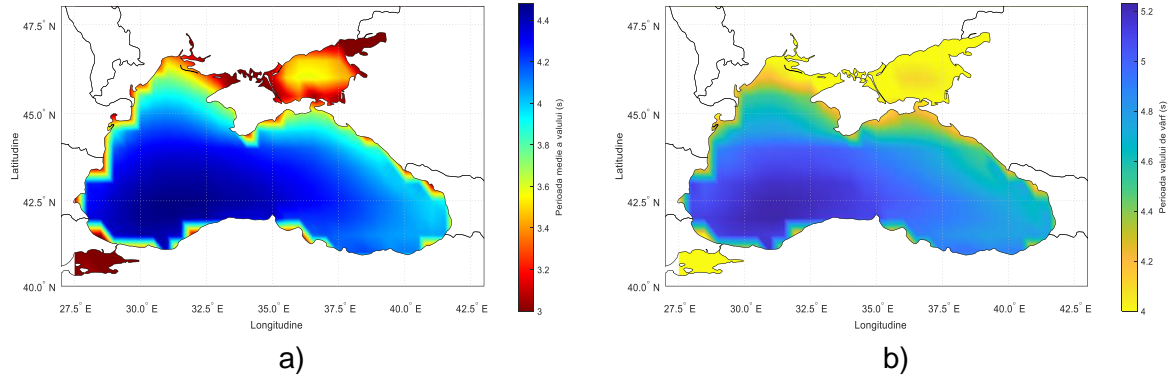 47.5° N
45.0° N
42.5° N
40.0° N
Latitudine
27.5° E 30.0° E 32.5° E 35.0° E 37.5° E 40.0° E 42.5° E
Longitudine
4.4
4.2
4
3.8
3.6
3.4
3.2
3
Perioada medie a valului (s)
a)
47.5° N
45.0° N
42.5° N
40.0° N
Latitudine
27.5° E 30.0° E 32.5° E 35.0° E 37.5° E 40.0° E 42.5° E
Longitudine
5.2
5
4.8
4.6
4.4
4.2
4
Perioada valului de vârf (s)
b)